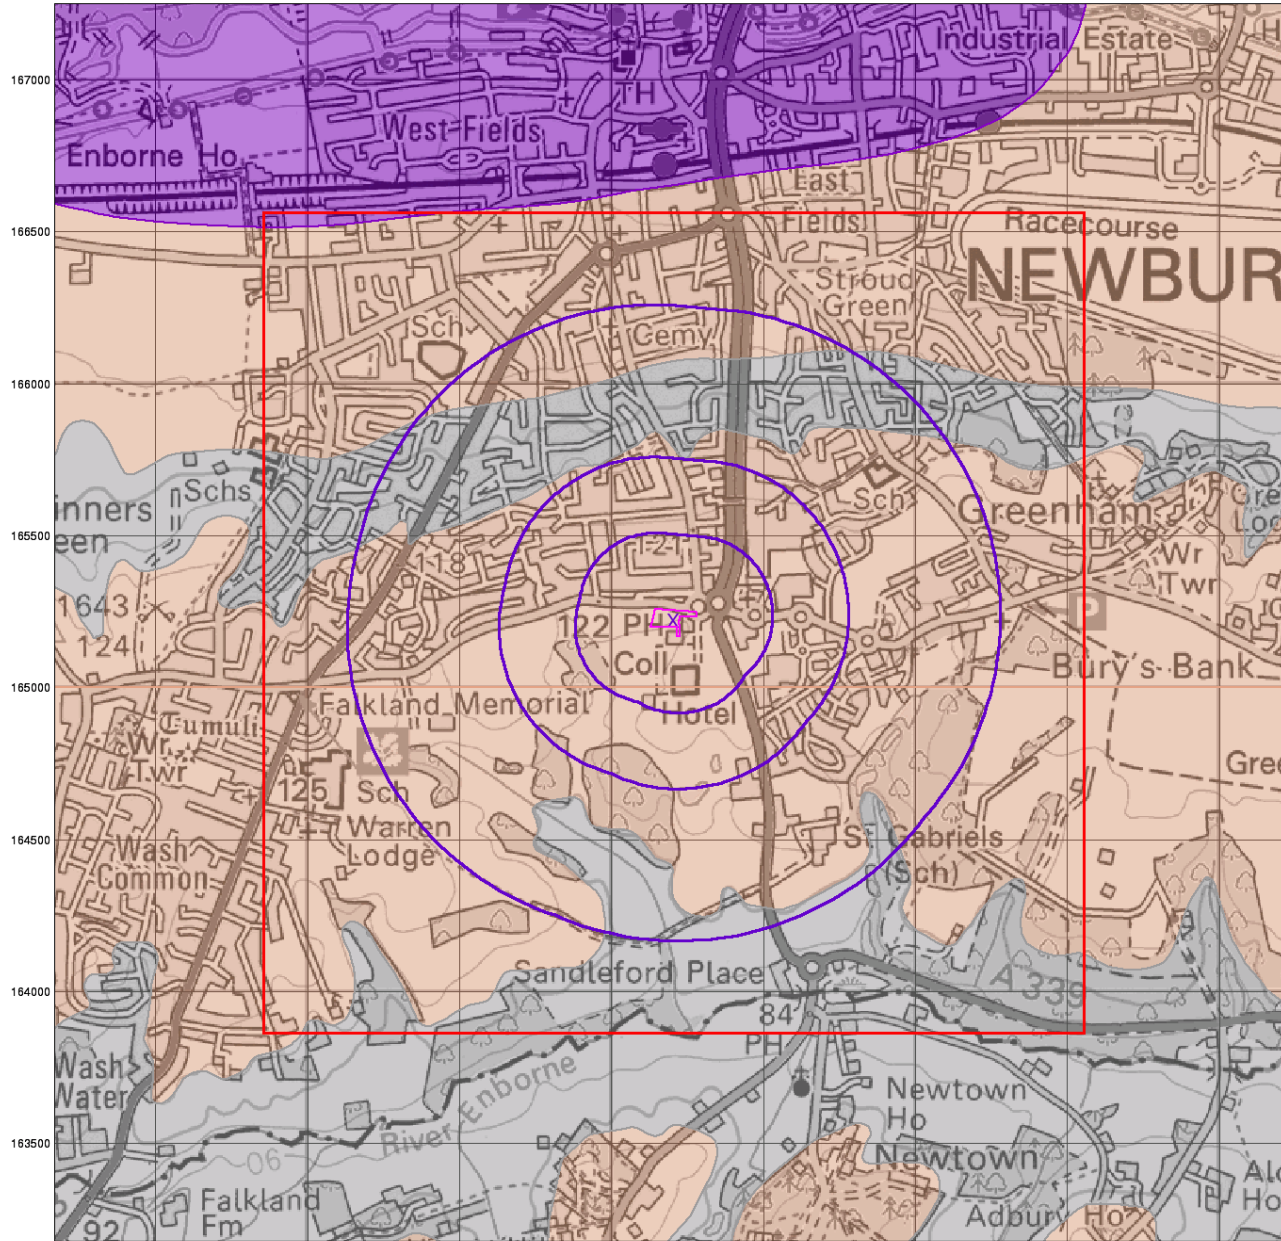 Industrial Estate
167000
TH
West Fields
Enborne Ho
East
Fields
166500
Racecourse
NEWBUR
Stroud
Green
Sch
Cemy
166000
Schs
inners
een
Sch
Greenham
165500
121
118
Wr
Twr
1643
124
122 PH
Coll
Bury's Bank
165000
Hotel
Falkland Memorial
Tumuli
Wr
Twr
Gree
125
Sch
Warren
Lodge
164500
St Gabriels
(Sch)
Wash
Common
Sandleford Place
A 339
164000
84
PH
Wash
Water
River Enborne
Newtown
Ho
163500
06
Newtown
Falkland
Fm
92
Adbury Ho
Ho